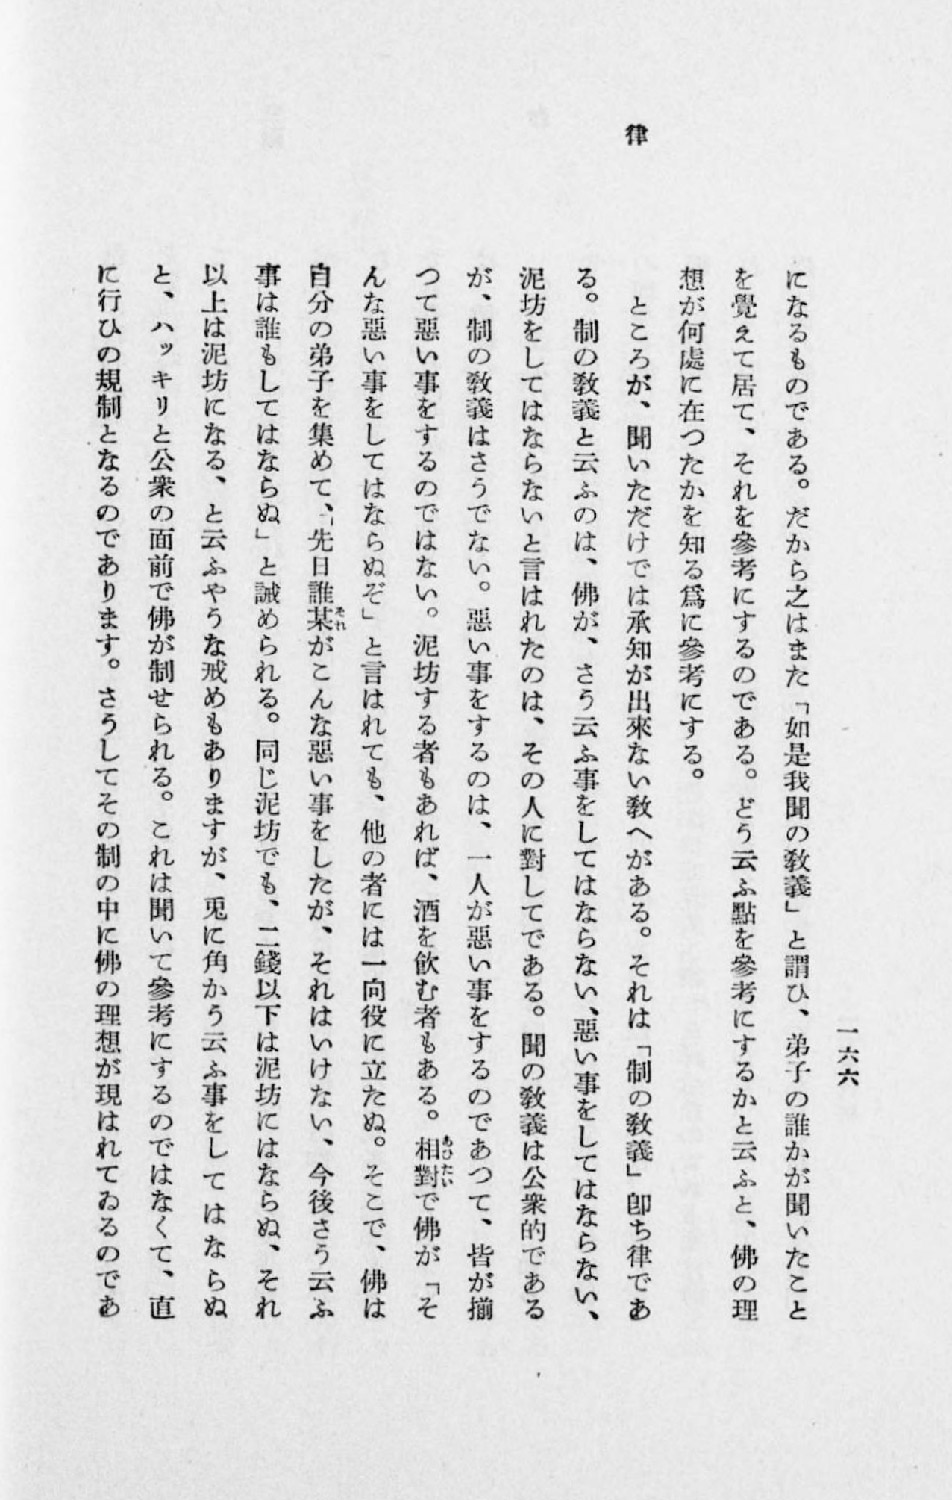 律
一六六
になるものである。だから之はまた「如是我聞の敎義」と謂ひ、弟子の誰かが聞いたこと
を覺えて居て、それを參考にするのである。どう云ふ點を參考にするかと云ふと、佛の理
想が何處に在つたかを知る爲に參考にする。
ところが、聞いただけでは承知が出來ない敎へがある。それは「制の敎義」卽ち律であ
る。制の敎義と云ふのは、佛が、さう云ふ事をしてはならない、惡い事をしてはならない、
泥坊をしてはならないと言はれたのは、その人に對してである。聞の敎義は公衆的である
が、制の敎義はさうでない。惡い事をするのは、一人が惡い事をするのであつて、皆が揃
つて惡い事をするのではない。泥坊する者もあれば、酒を飮む者もある。相對あひたいで佛が「そ
んな惡い事をしてはならぬぞ」と言はれても、他の者には一向役に立たぬ。そこで、佛は
自分の弟子を集めて、「先日誰某それがこんな惡い事をしたが、それはいけない、今後さう云ふ
事は誰もしてはならぬ」と誡められる。同じ泥坊でも、二錢以下は泥坊にはならぬ、それ
以上は泥坊になる、と云ふやうな戒めもありますが、兎に角かう云ふ事をしてはならぬ
と、ハッキリと公衆の面前で佛が制せられる。これは聞いて參考にするのではなくて、直
に行ひの規制となるのであります。さうしてその制の中に佛の理想が現はれてゐるのであ